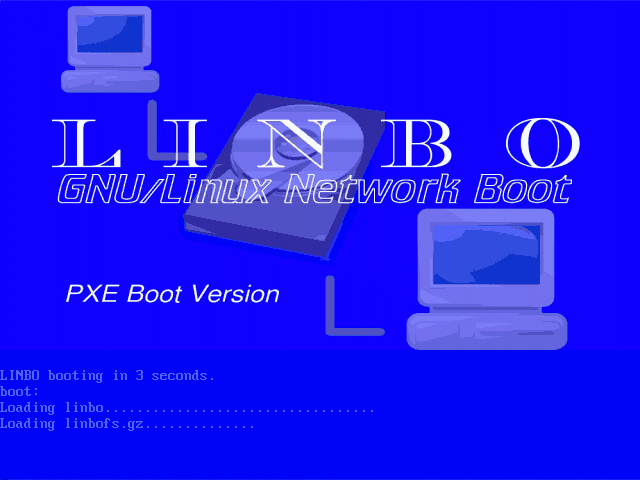 LINBO
GNU/Linux Network Boot
PXE Boot Version
LINBO booting in 3 seconds.
boot:
Loading linbo..................................
Loading linbofs.gz..............